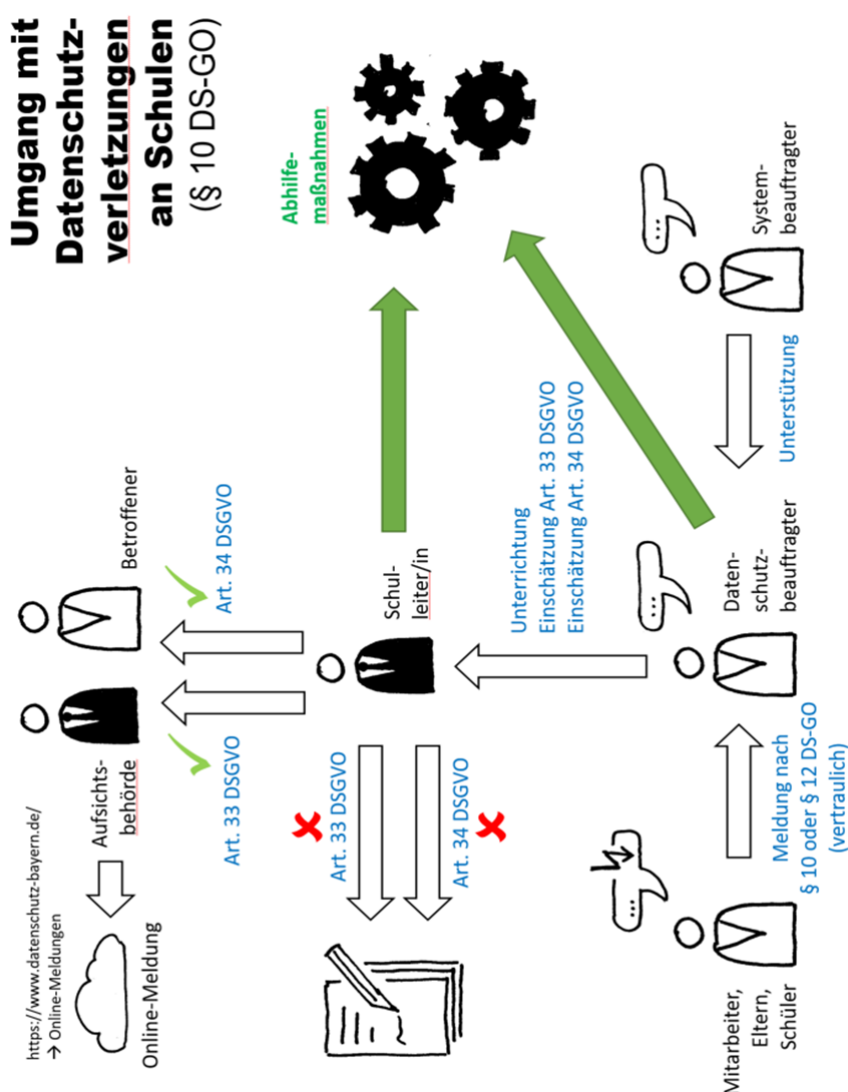 Umgang mit
Datenschutz-
verletzungen
an Schulen
(§ 10 DS-GO)
https://www.datenschutz-bayern.de/
→ Online-Meldungen
Online-Meldung
Aufsichts-
behörde
Betroffener
Art. 33 DSGVO
Art. 34 DSGVO
Art. 33 DSGVO
Art. 34 DSGVO
Schul-
leiter/in
Abhilfe-
maßnahmen
Unterrichtung
Einschätzung Art. 33 DSGVO
Einschätzung Art. 34 DSGVO
...
...
...
Mitarbeiter,
Eltern,
Schüler
Meldung nach
§ 10 oder § 12 DS-GO
(vertraulich)
Daten-
schutz-
beauftragter
Unterstützung
System-
beauftragter